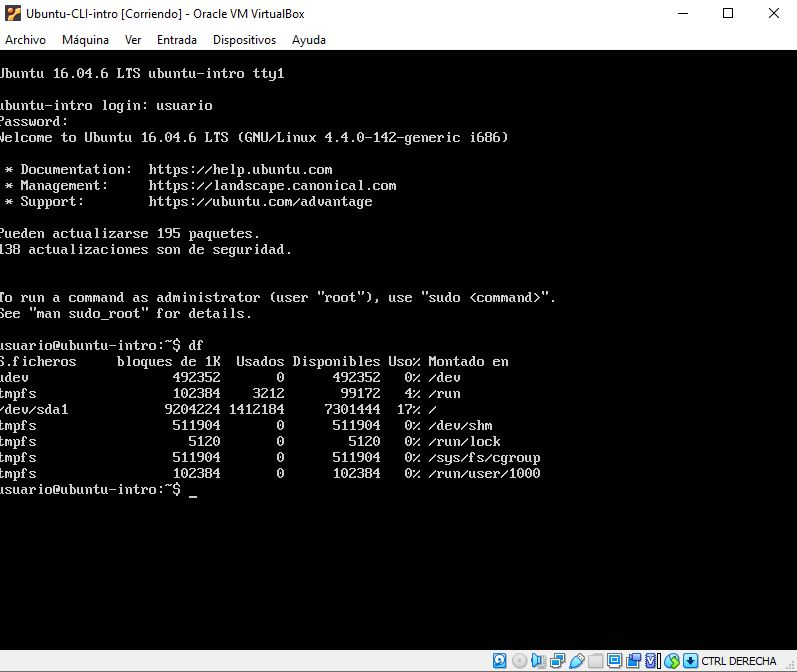 Ubuntu-CLI-intro [Corriendo] - Oracle VM VirtualBox
Archivo Máquina Ver Entrada Dispositivos Ayuda
Ubuntu 16.04.6 LTS ubuntu-intro tty1
ubuntu-intro login: usuario
Password:
Welcome to Ubuntu 16.04.6 LTS (GNU/Linux 4.4.0-142-generic i686)
* Documentation: https://help.ubuntu.com
* Management: https://landscape.canonical.com
* Support: https://ubuntu.com/advantage
Pueden actualizarse 195 paquetes.
138 actualizaciones son de seguridad.
To run a command as administrator (user "root"), use "sudo <command>".
See "man sudo_root" for details.
usuario@ubuntu-intro:~$ df
S.ficheros bloques de 1K Usados Disponibles Uso% Montado en
udev 492352 0 492352 0% /dev
tmpfs 102384 3212 99172 4% /run
/dev/sda1 9204224 1412184 7301444 17% /
tmpfs 511904 0 511904 0% /dev/shm
tmpfs 5120 0 5120 0% /run/lock
tmpfs 511904 0 511904 0% /sys/fs/cgroup
tmpfs 102384 0 102384 0% /run/user/1000
usuario@ubuntu-intro:~$ _
CTRL DERECHA